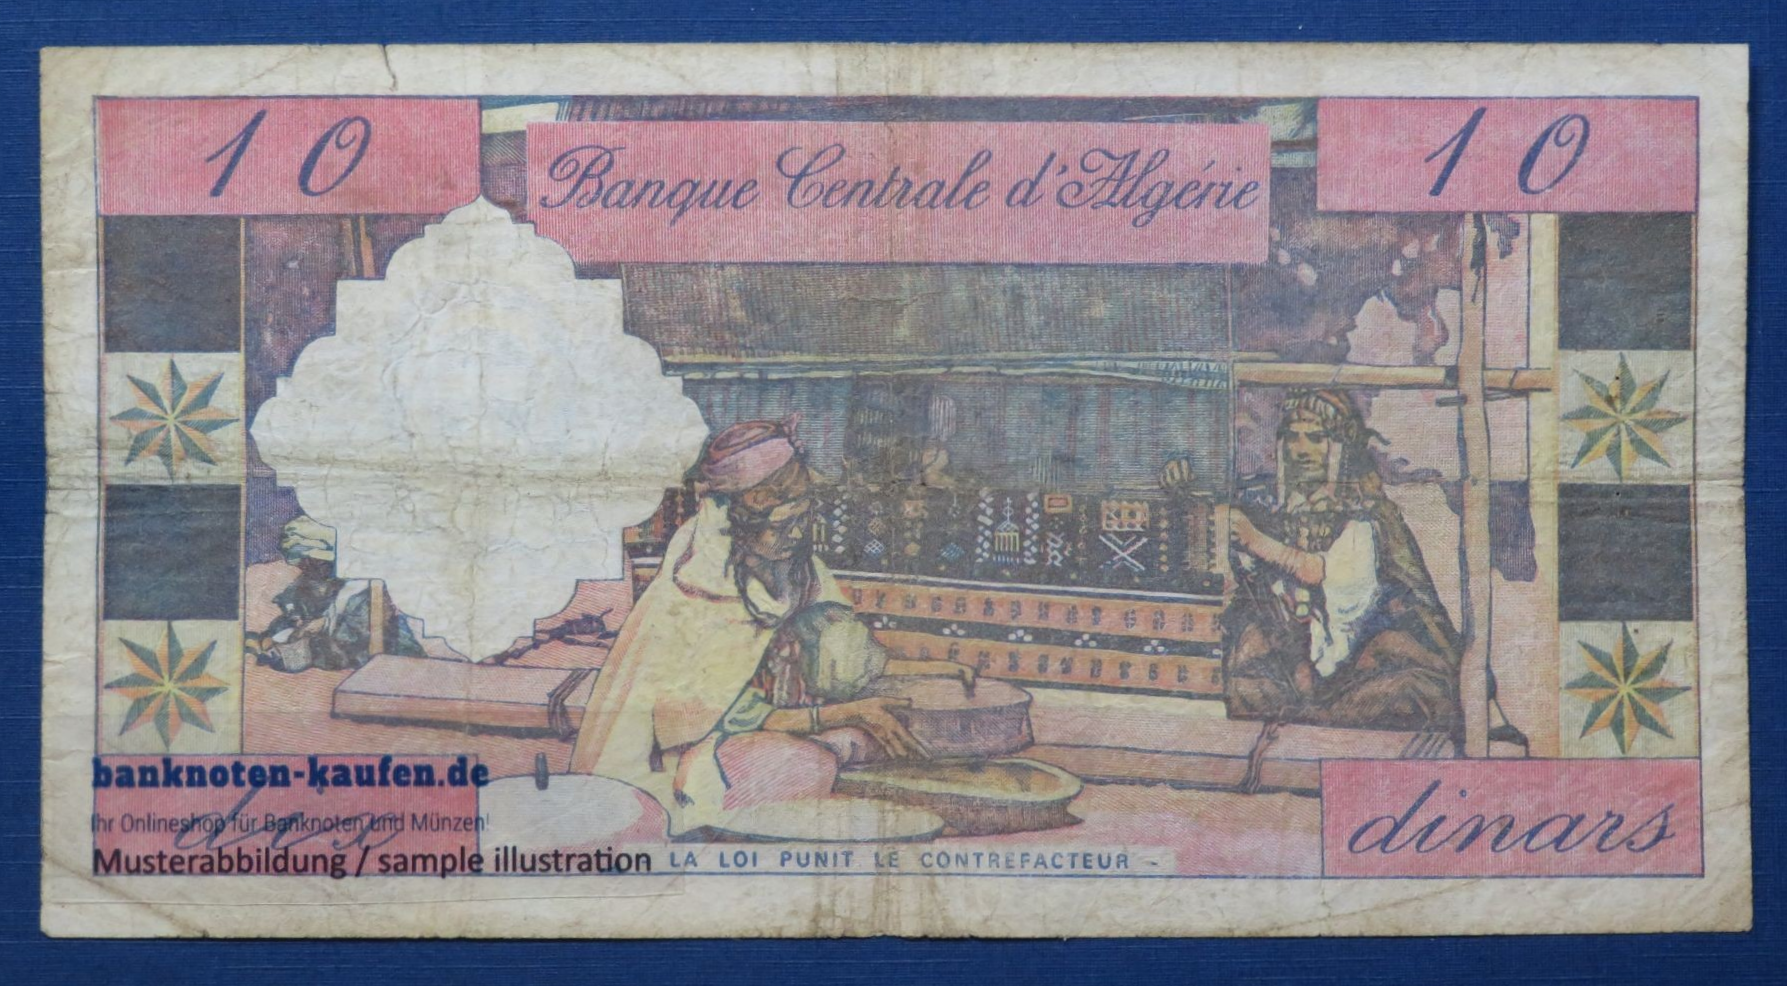 10
Banque Centrale d'Algérie
10
banknoten-kaufen.de
dix
Ihr Onlineshop für Banknoten und Münzen!
Musterabbildung / sample illustration
LA LOI PUNIT LE CONTREFACTEUR
dinars